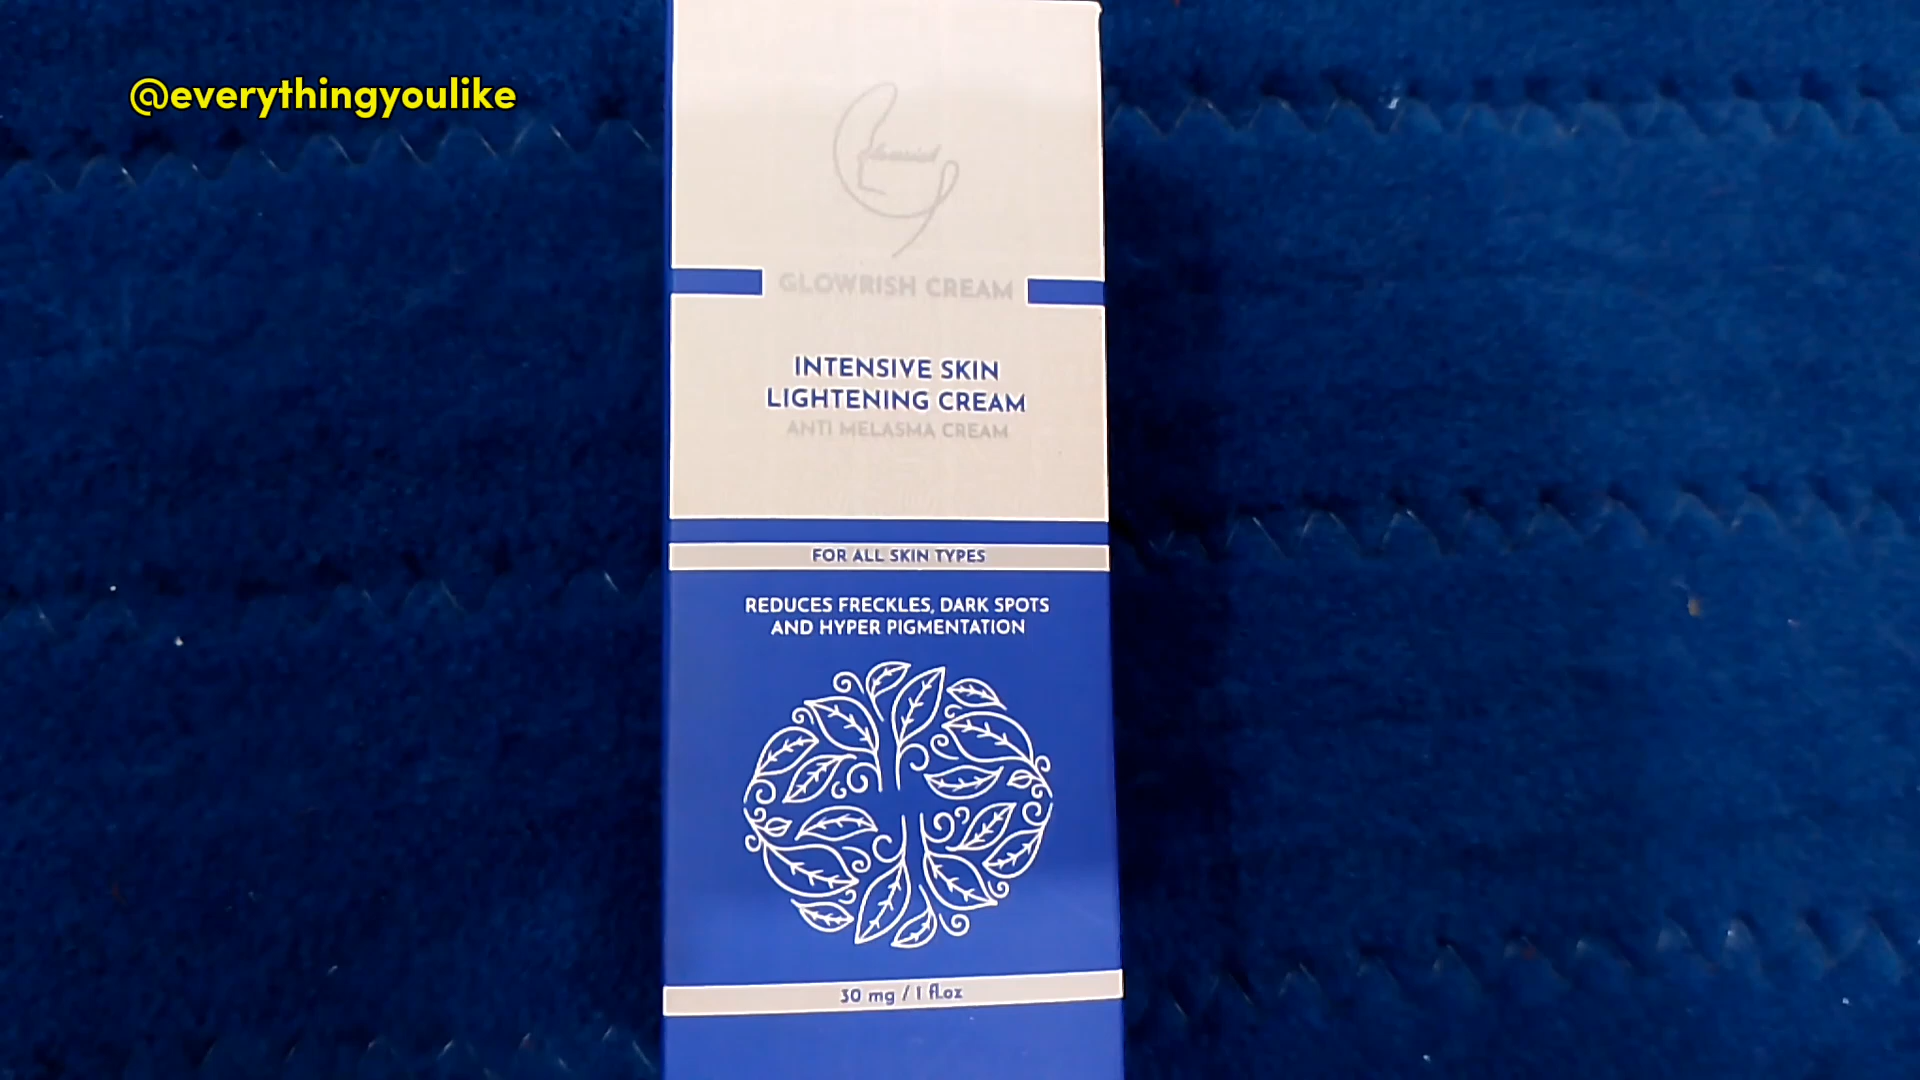 @everythingyoulike
Glowrish
GLOWRISH CREAM
INTENSIVE SKIN
LIGHTENING CREAM
ANTI MELASMA CREAM
FOR ALL SKIN TYPES
REDUCES FRECKLES, DARK SPOTS
AND HYPER PIGMENTATION
30 mg / 1 fl.oz